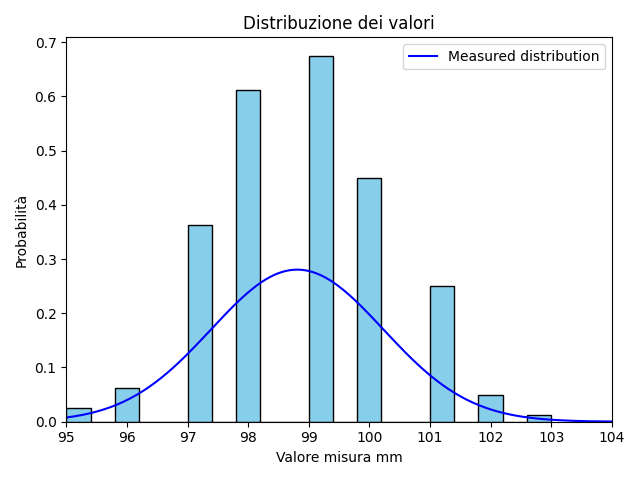 Distribuzione dei valori
Measured distribution
Probabilità
0.7
0.6
0.5
0.4
0.3
0.2
0.1
0.0
95 96 97 98 99 100 101 102 103 104
Valore misura mm